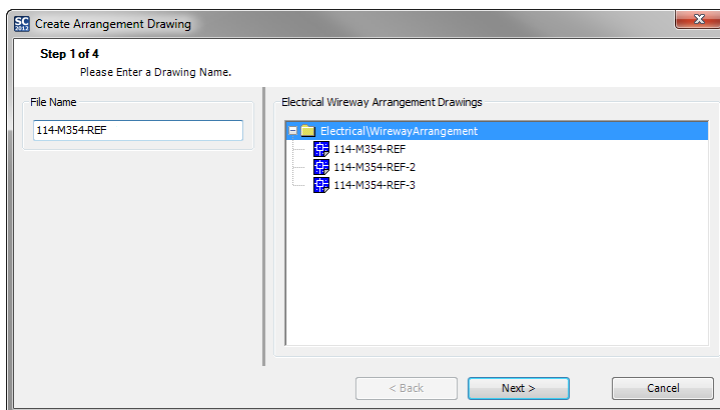 SC
2012
Create Arrangement Drawing
Step 1 of 4
Please Enter a Drawing Name.
File Name
114-M354-REF
Electrical Wireway Arrangement Drawings
Electrical\WirewayArrangement
114-M354-REF
114-M354-REF-2
114-M354-REF-3
< Back
Next >
Cancel